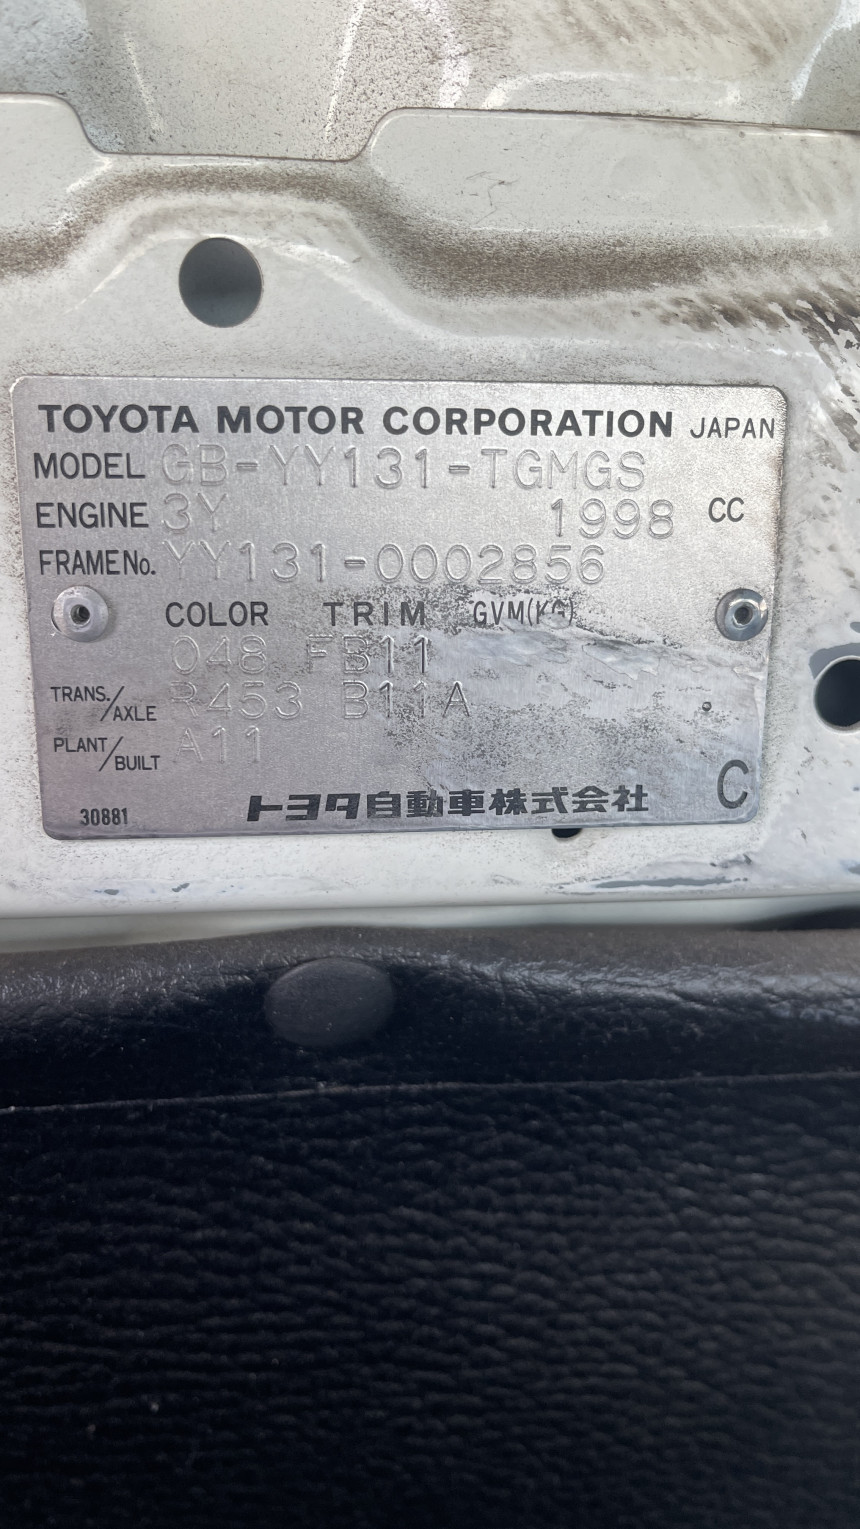 TOYOTA MOTOR CORPORATION JAPAN
MODEL GB-YY131-TGMGS
ENGINE 3Y 1998 CC
FRAME No. YY131-0002856
COLOR TRIM GVM(KG)
048 FB11
TRANS./AXLE R453 B11A
PLANT/BUILT A11
30881 トヨタ自動車株式会社 C